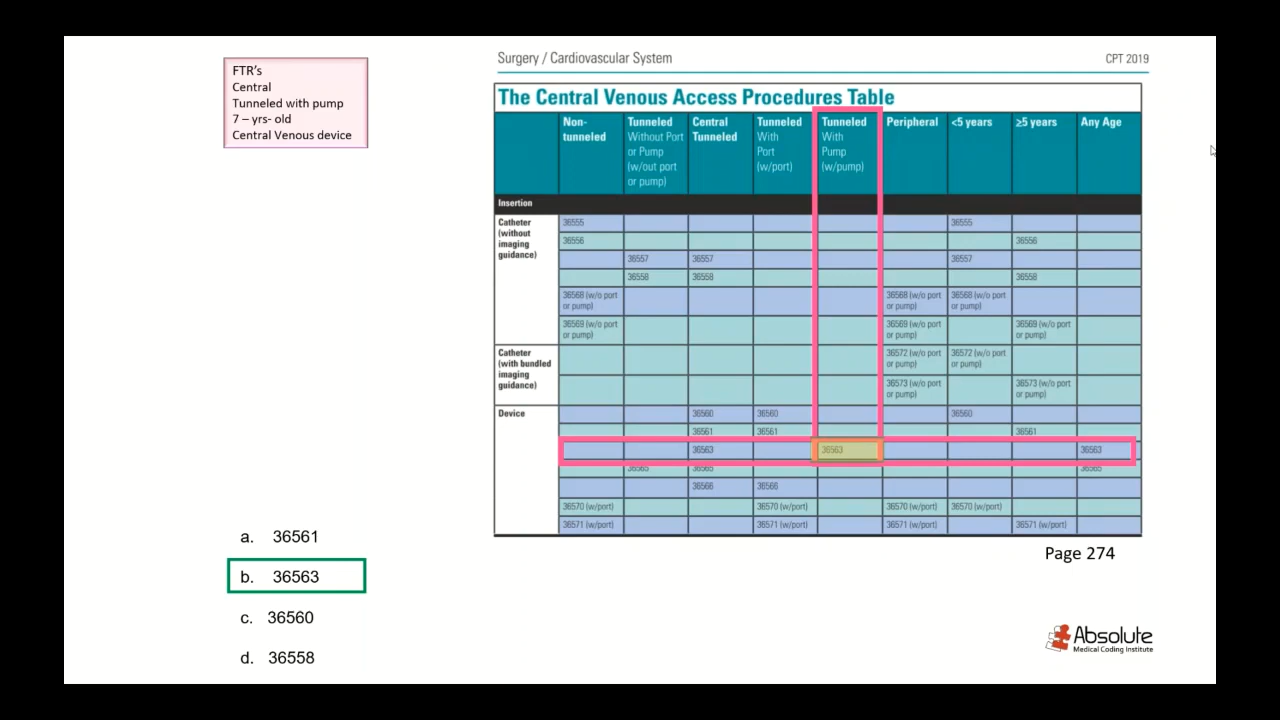 FTR's
Central
Tunneled with pump
7 – yrs- old
Central Venous device
Surgery / Cardiovascular System
CPT 2019
The Central Venous Access Procedures Table
Non-
tunneled
Tunneled
Without Port
or Pump
(w/out port
or pump)
Central
Tunneled
Tunneled
With
Port
(w/port)
Tunneled
With
Pump
(w/pump)
Peripheral
<5 years
≥5 years
Any Age
Insertion
Catheter
(without
imaging
guidance)
36555 36555
36556 36556
36557 36557 36557
36558 36558 36558
36568 (w/o port
or pump)
36568 (w/o port
or pump)
36568 (w/o port
or pump)
36569 (w/o port
or pump)
36569 (w/o port
or pump)
36569 (w/o port
or pump)
Catheter
(with bundled
imaging
guidance)
36572 (w/o port
or pump)
36572 (w/o port
or pump)
36573 (w/o port
or pump)
36573 (w/o port
or pump)
Device
36560 36560 36560
36561 36561 36561
36563 36563 36563
36565 36565 36565
36566 36566
36570 (w/port) 36570 (w/port) 36570 (w/port) 36570 (w/port)
36571 (w/port) 36571 (w/port) 36571 (w/port) 36571 (w/port)
Page 274
a. 36561
b. 36563
c. 36560
d. 36558
Absolute
Medical Coding Institute